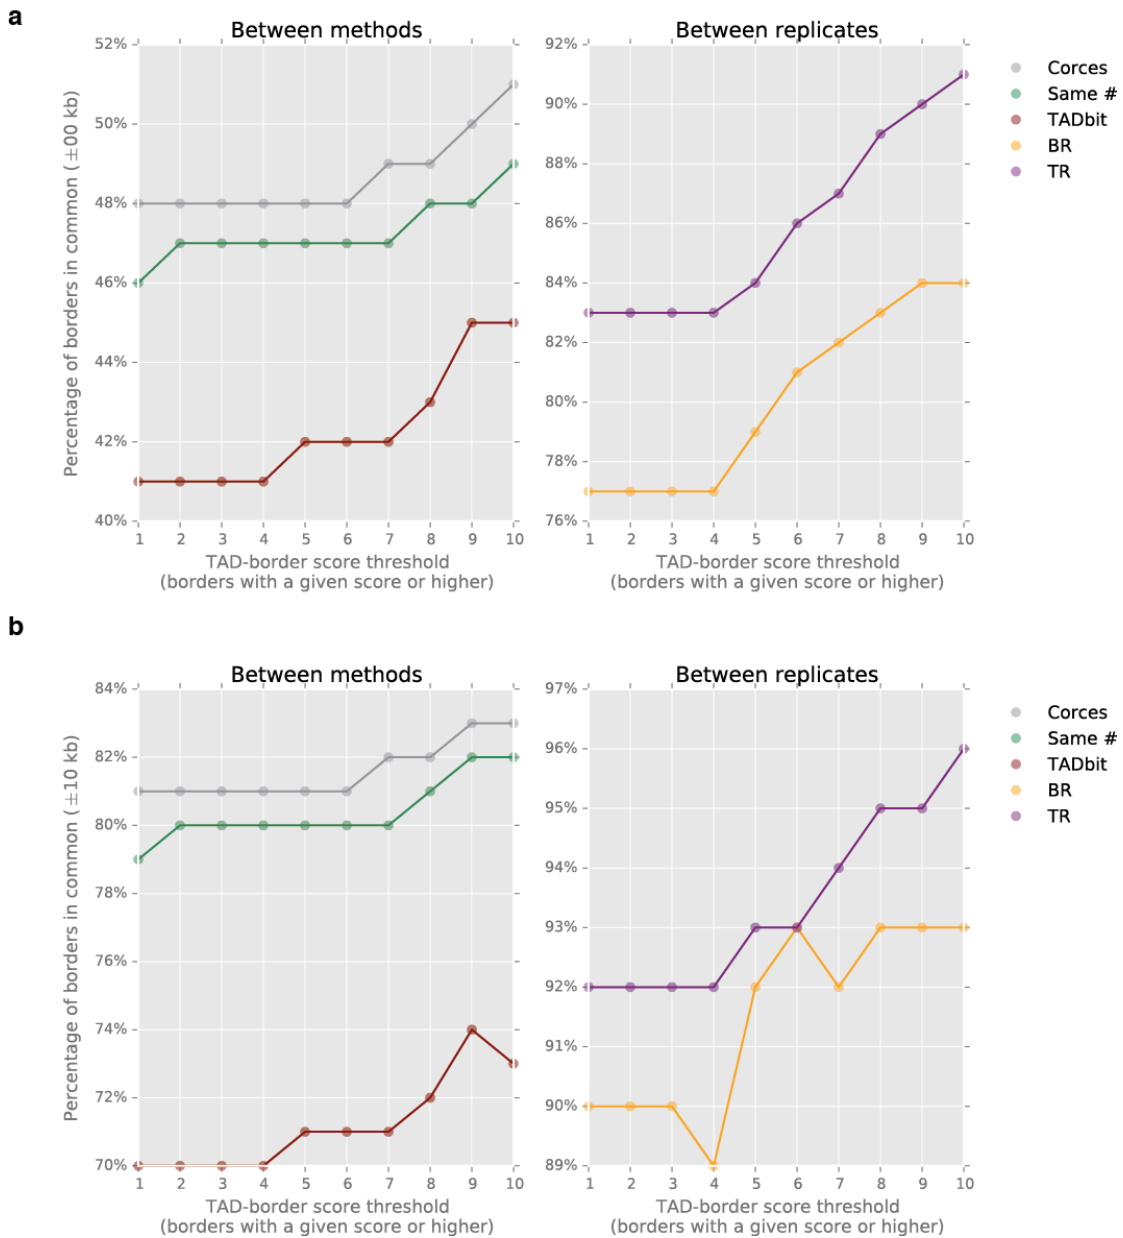 a
Between methods
Between replicates
52%
50%
48%
46%
44%
42%
40%
Percentage of borders in common (±00 kb)
1 2 3 4 5 6 7 8 9 10
TAD-border score threshold
(borders with a given score or higher)
92%
90%
88%
86%
84%
82%
80%
78%
76%
1 2 3 4 5 6 7 8 9 10
TAD-border score threshold
(borders with a given score or higher)
Corces
Same #
TADbit
BR
TR
b
Between methods
Between replicates
84%
82%
80%
78%
76%
74%
72%
70%
Percentage of borders in common (±10 kb)
1 2 3 4 5 6 7 8 9 10
TAD-border score threshold
(borders with a given score or higher)
97%
96%
95%
94%
93%
92%
91%
90%
89%
1 2 3 4 5 6 7 8 9 10
TAD-border score threshold
(borders with a given score or higher)
Corces
Same #
TADbit
BR
TR